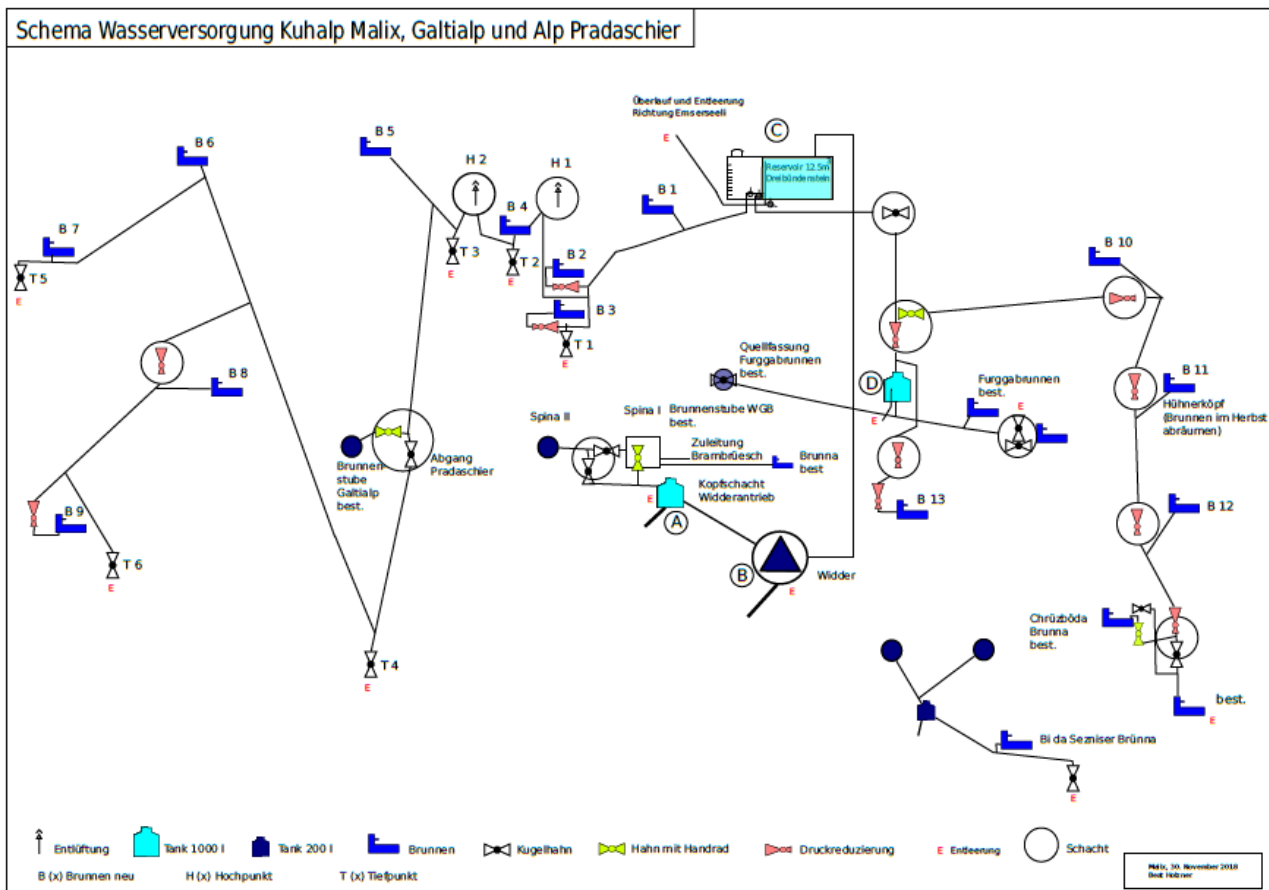 Schema Wasserversorgung Kuhalp Malix, Galtialp und Alp Pradaschier
Überlauf und Entleerung
Richtung Emserseeli
E
C
Reservoir 12.5m³
Dreibündenstein
B 5
B 6
H 2
H 1
B 1
B 4
B 7
T 5
E
T 3
E
T 2
E
B 2
B 3
T 1
E
B 10
B 8
Quellfassung
Furggabrunnen
best.
D
E
Furggabrunnen
best.
E
B 11
Hühnerköpf
(Brunnen im Herbst
abräumen)
Spina II
Spina I
Brunnenstube WGB
best.
Zuleitung
Brambrüesch
Brunna
best
Abgang
Pradaschier
Brunnen
stube
Galtialp
best.
Kopfschacht
Widderantrieb
E
A
B 13
B 12
B 9
T 6
E
B
Widder
E
Chrüzböda
Brunna
best.
T 4
E
best.
E
Bi da Sezniser Brünna
E
Entlüftung
Tank 1000 l
Tank 200 l
Brunnen
Kugelhahn
Hahn mit Handrad
Druckreduzierung
E Entleerung
Schacht
B (x) Brunnen neu
H (x) Hochpunkt
T (x) Tiefpunkt
Malix, 30. November 2018
Beat Holzner